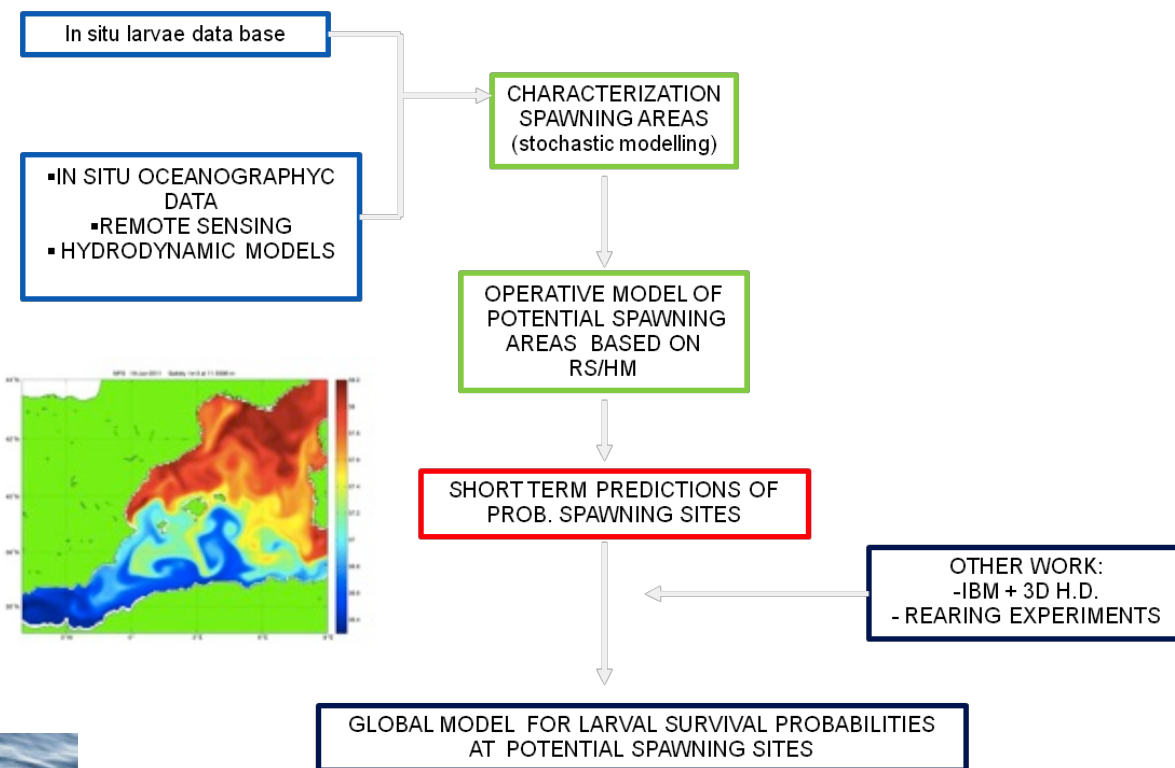 In situ larvae data base
CHARACTERIZATION
SPAWNING AREAS
(stochastic modelling)
▪IN SITU OCEANOGRAPHYC
DATA
▪REMOTE SENSING
▪ HYDRODYNAMIC MODELS
OPERATIVE MODEL OF
POTENTIAL SPAWNING
AREAS BASED ON
RS/HM
SHORT TERM PREDICTIONS OF
PROB. SPAWNING SITES
OTHER WORK:
-IBM + 3D H.D.
- REARING EXPERIMENTS
GLOBAL MODEL FOR LARVAL SURVIVAL PROBABILITIES
AT POTENTIAL SPAWNING SITES